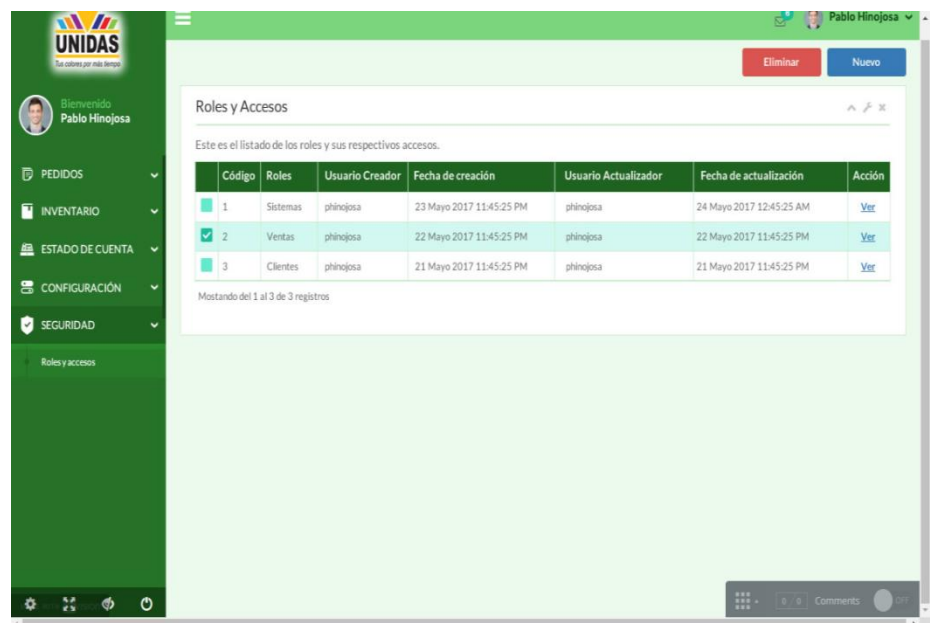 UNIDAS
Tus colores por más tiempo
Pablo Hinojosa
Bienvenido
Pablo Hinojosa
PEDIDOS
INVENTARIO
ESTADO DE CUENTA
CONFIGURACIÓN
SEGURIDAD
Roles y accesos
Eliminar
Nuevo
Roles y Accesos
Este es el listado de los roles y sus respectivos accesos.
Código Roles Usuario Creador Fecha de creación Usuario Actualizador Fecha de actualización Acción
1 Sistemas phinojosa 23 Mayo 2017 11:45:25 PM phinojosa 24 Mayo 2017 12:45:25 AM Ver
2 Ventas phinojosa 22 Mayo 2017 11:45:25 PM phinojosa 22 Mayo 2017 11:45:25 PM Ver
3 Clientes phinojosa 21 Mayo 2017 11:45:25 PM phinojosa 21 Mayo 2017 11:45:25 PM Ver
Mostando del 1 al 3 de 3 registros
0 / 0 Comments OFF